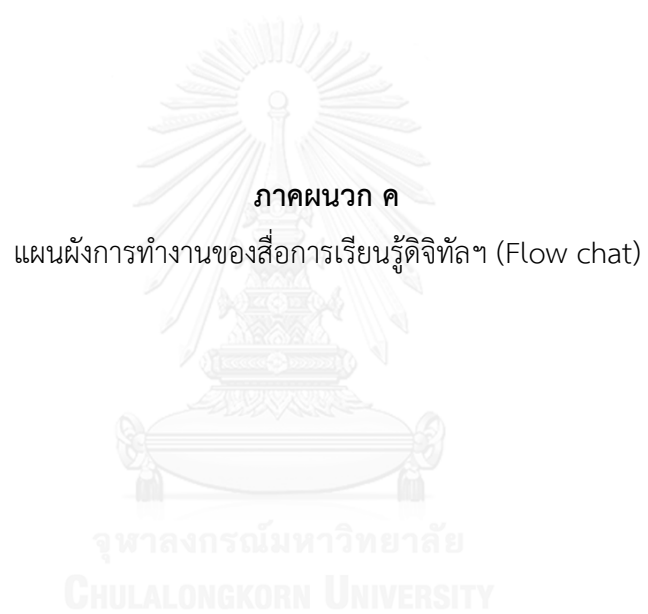 ภาคผนวก ค
แผนผังการทำงานของสื่อการเรียนรู้ดิจิทัลฯ (Flow chat)
จุฬาลงกรณ์มหาวิทยาลัย
CHULALONGKORN UNIVERSITY